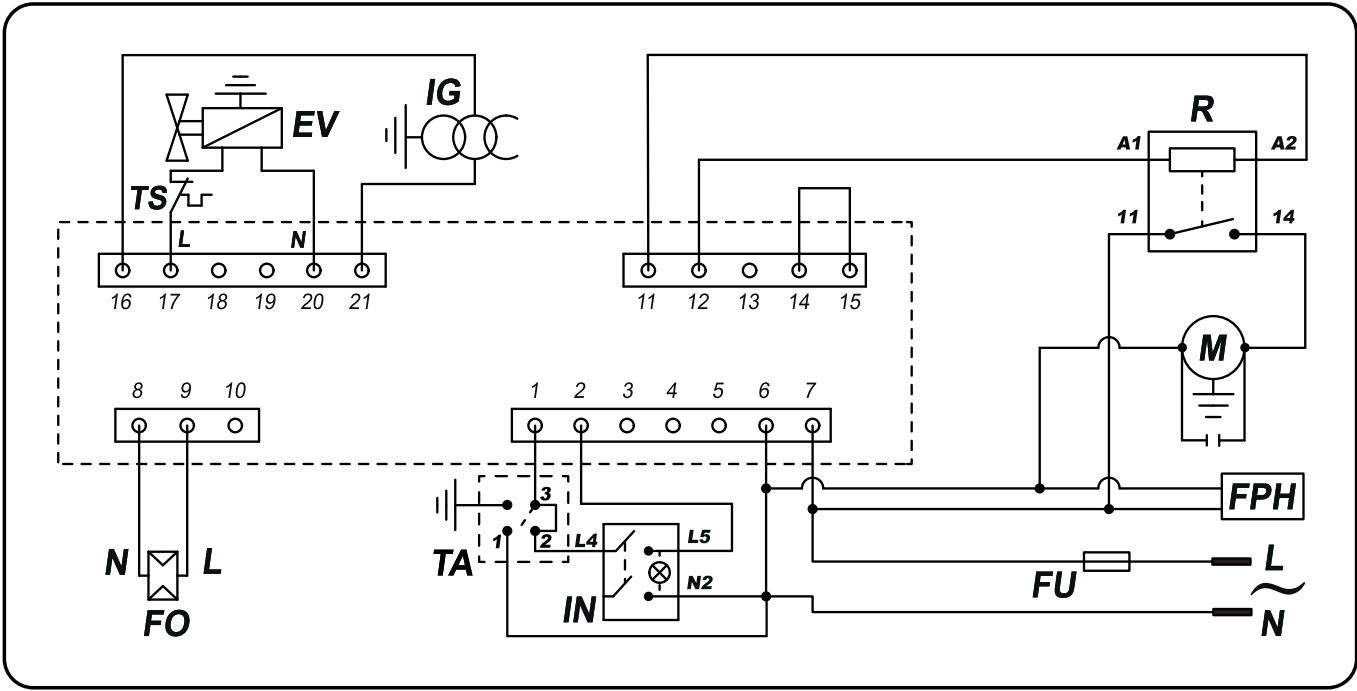 IG
R
EV
A1 A2
TS
11 14
L N
16 17 18 19 20 21
11 12 13 14 15
M
8 9 10
1 2 3 4 5 6 7
3
FPH
1 2 L4 L5
N L
TA
N2
FU
L
~
FO
IN
N